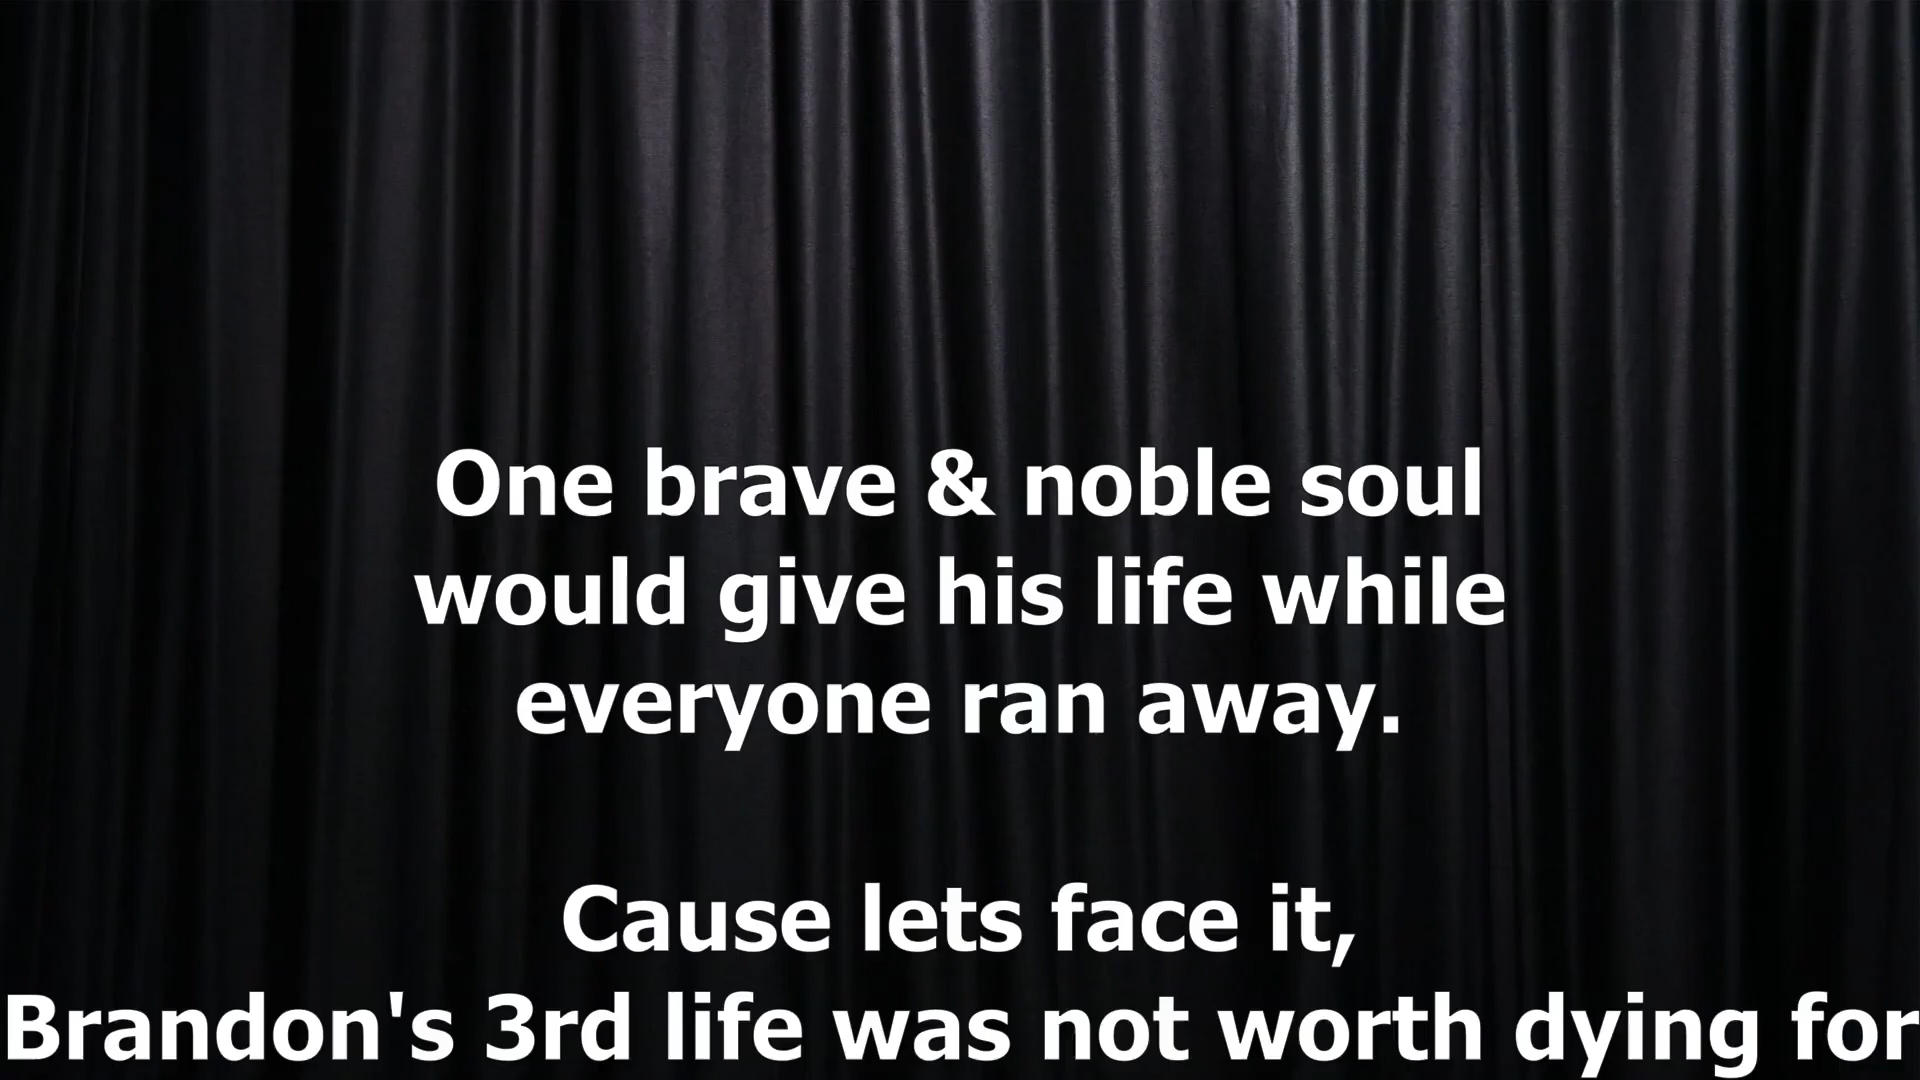 One brave & noble soul
would give his life while
everyone ran away.
Cause lets face it,
Brandon's 3rd life was not worth dying for